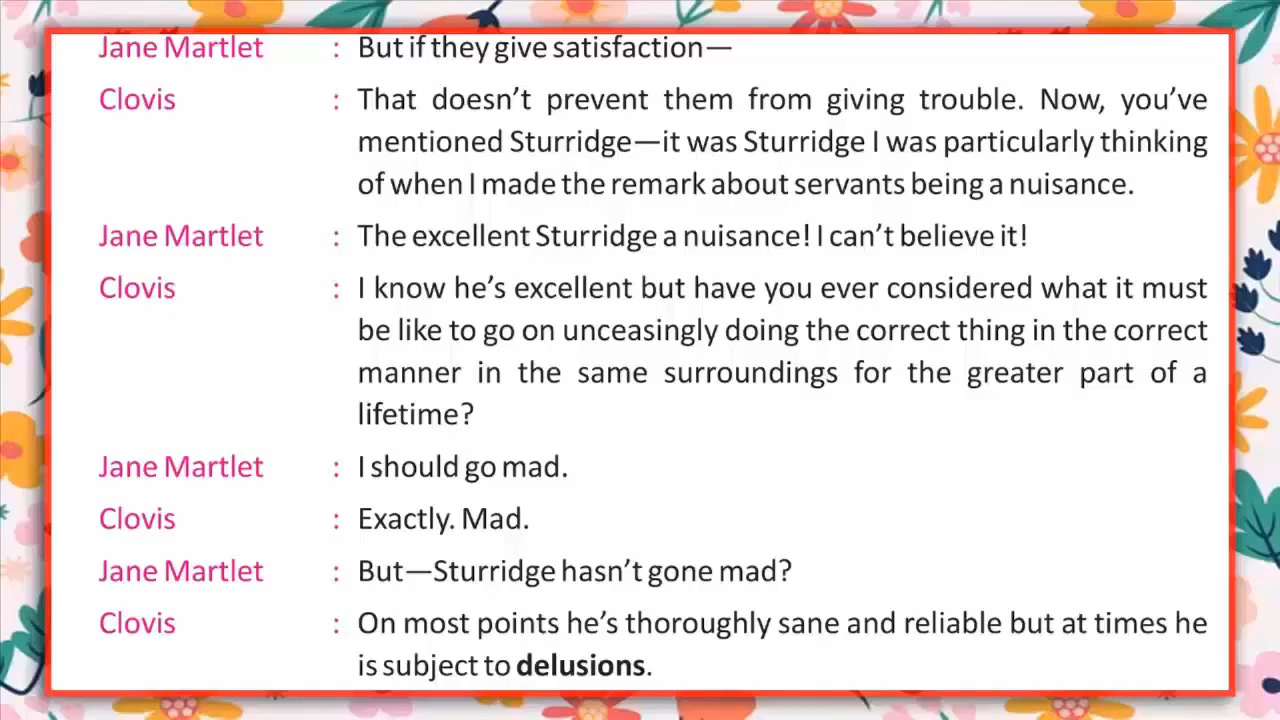 Jane Martlet : But if they give satisfaction—
Clovis : That doesn't prevent them from giving trouble. Now, you've
mentioned Sturridge—it was Sturridge I was particularly thinking
of when I made the remark about servants being a nuisance.
Jane Martlet : The excellent Sturridge a nuisance! I can't believe it!
Clovis : I know he's excellent but have you ever considered what it must
be like to go on unceasingly doing the correct thing in the correct
manner in the same surroundings for the greater part of a
lifetime?
Jane Martlet : I should go mad.
Clovis : Exactly. Mad.
Jane Martlet : But—Sturridge hasn't gone mad?
Clovis : On most points he's thoroughly sane and reliable but at times he
is subject to delusions.